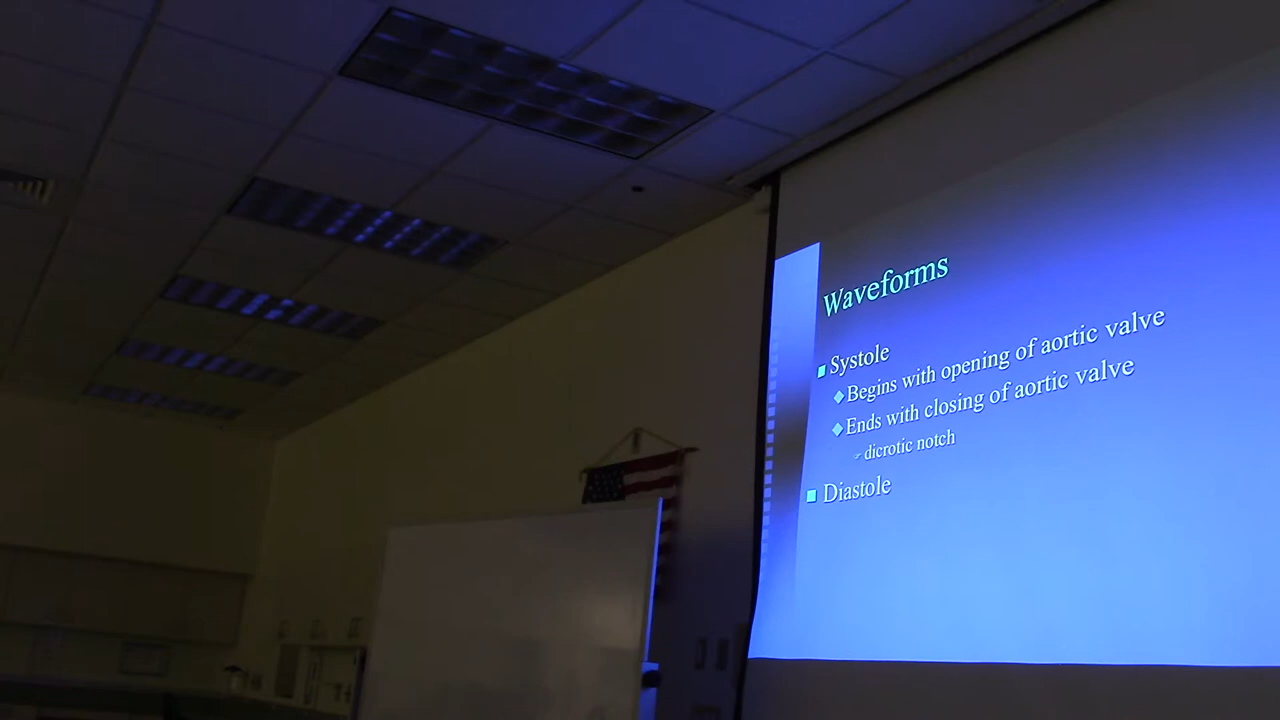 Waveforms
Systole
Begins with opening of aortic valve
Ends with closing of aortic valve
dicrotic notch
Diastole